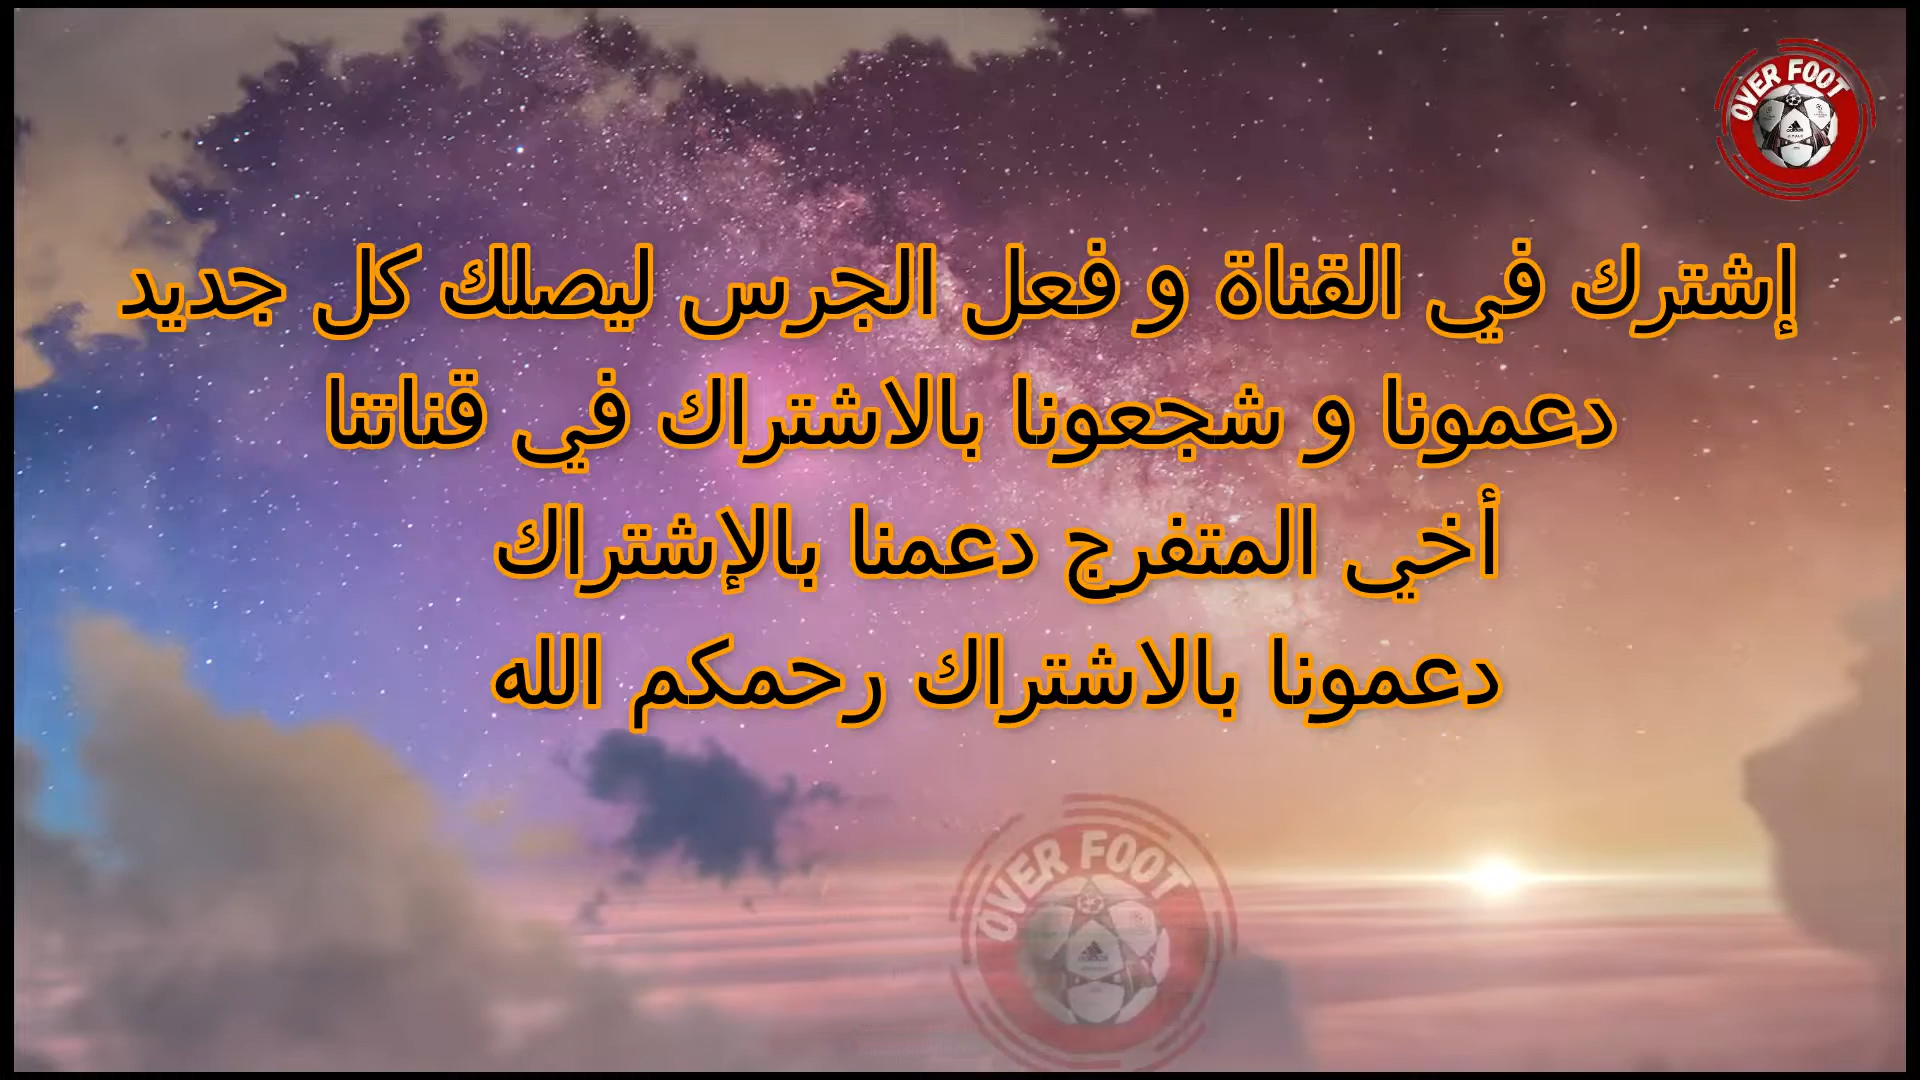 OVER FOOT
إشترك في القناة و فعل الجرس ليصلك كل جديد
دعمونا و شجعونا بالاشتراك في قناتنا
أخي المتفرج دعمنا بالإشتراك
دعمونا بالاشتراك رحمكم الله
OVER FOOT